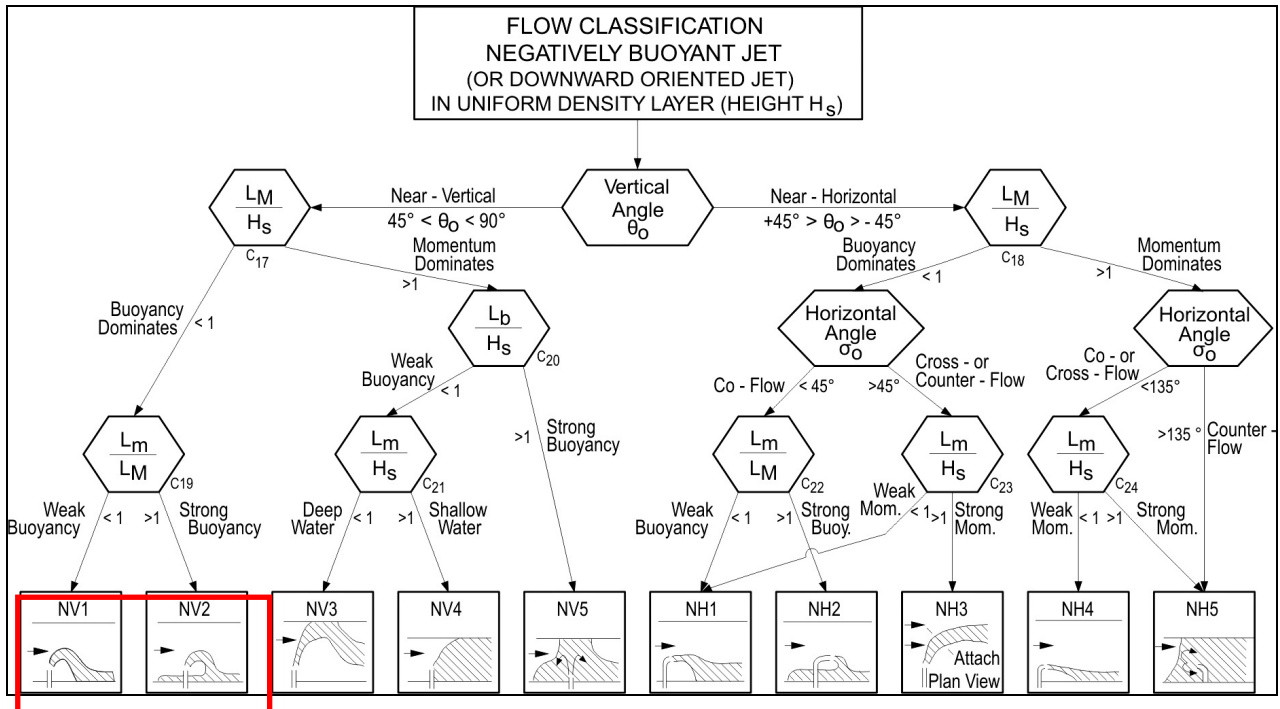 FLOW CLASSIFICATION
NEGATIVELY BUOYANT JET
(OR DOWNWARD ORIENTED JET)
IN UNIFORM DENSITY LAYER (HEIGHT Hs)
LM
Hs
C17
Near - Vertical
45° < θo < 90°
Vertical
Angle
θo
Near - Horizontal
+45° > θo > - 45°
LM
Hs
C18
Momentum
Dominates
>1
Buoyancy
Dominates
< 1
Momentum
Dominates
>1
Buoyancy
Dominates
< 1
Lb
Hs
C20
Horizontal
Angle
σo
Horizontal
Angle
σo
Weak
Buoyancy
< 1
Co - Flow
< 45°
>45°
Cross - or
Counter - Flow
Co - or
Cross - Flow
<135°
>1
Strong
Buoyancy
>135 °
Counter -
Flow
Lm
LM
C19
Lm
Hs
C21
Lm
LM
C22
Lm
Hs
C23
Lm
Hs
C24
Weak
Buoyancy
< 1
>1
Strong
Buoyancy
Deep
Water
< 1
>1
Shallow
Water
Weak
Buoyancy
< 1
>1
Strong
Buoy.
Weak
Mom.
< 1
>1
Strong
Mom.
Weak
Mom.
< 1
>1
Strong
Mom.
NV1
NV2
NV3
NV4
NV5
NH1
NH2
NH3
Attach
Plan View
NH4
NH5